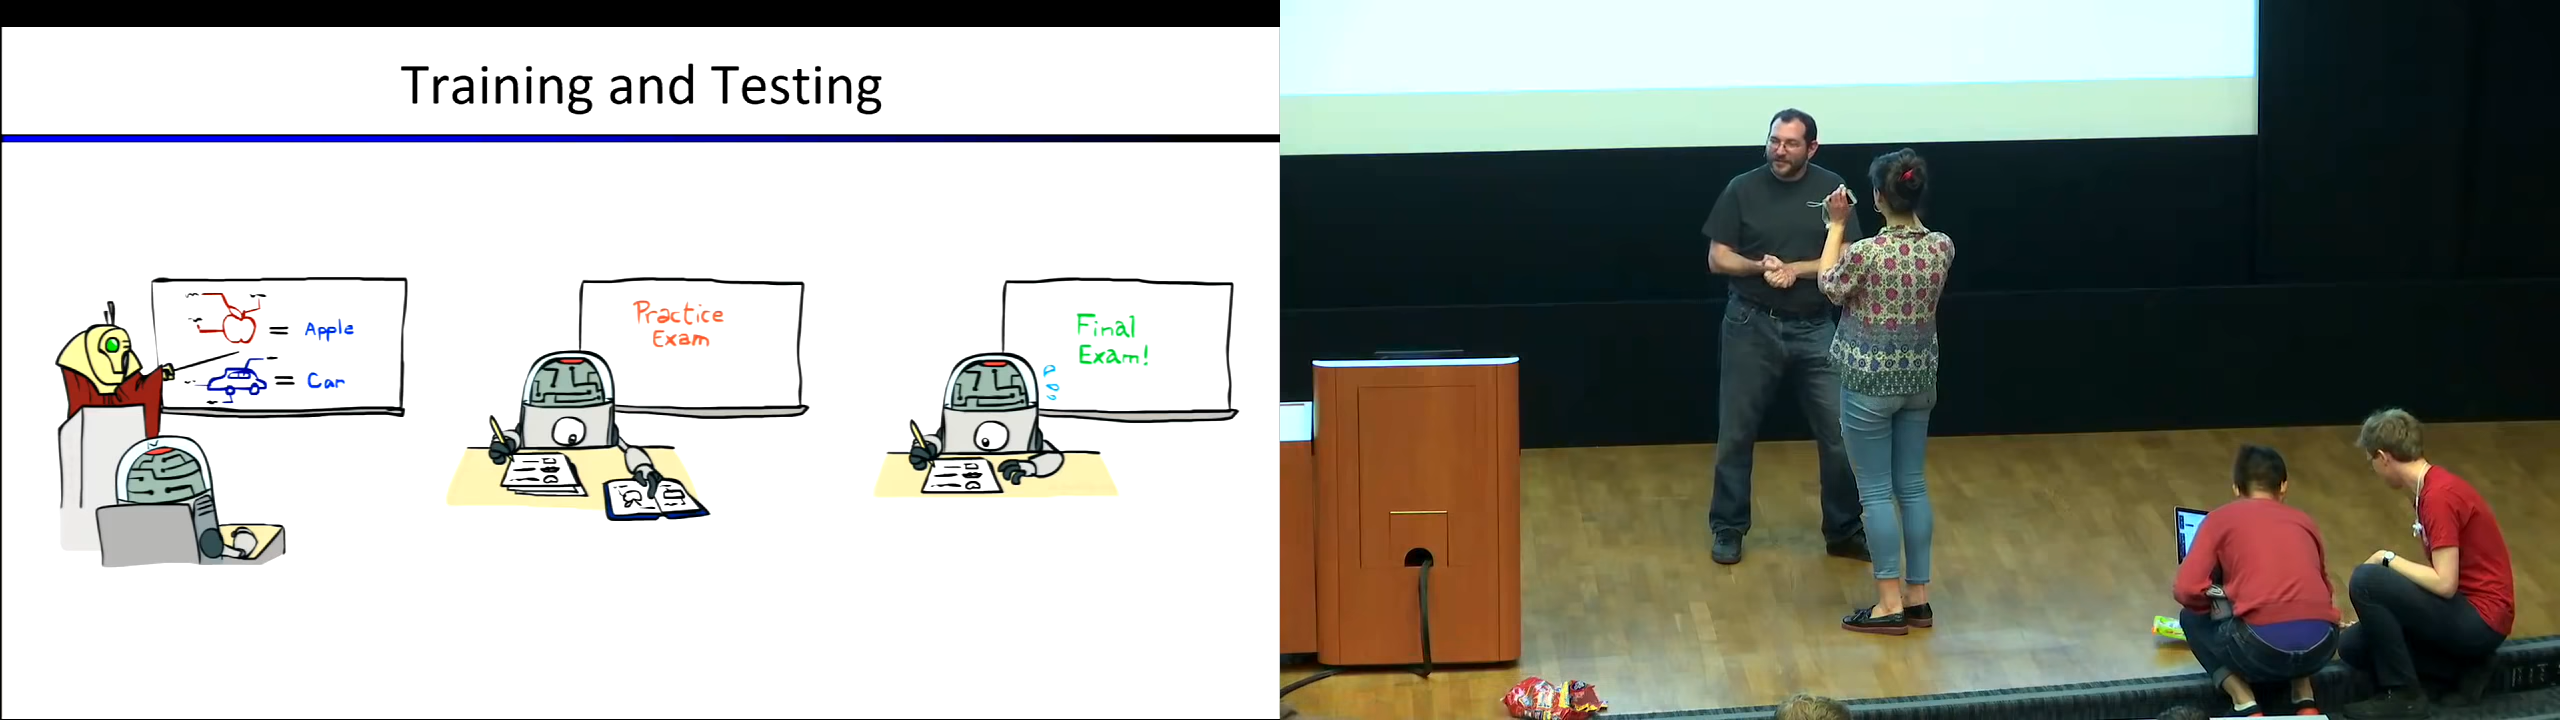 Training and Testing
= Apple
= Car
Practice
Exam
Final
Exam!